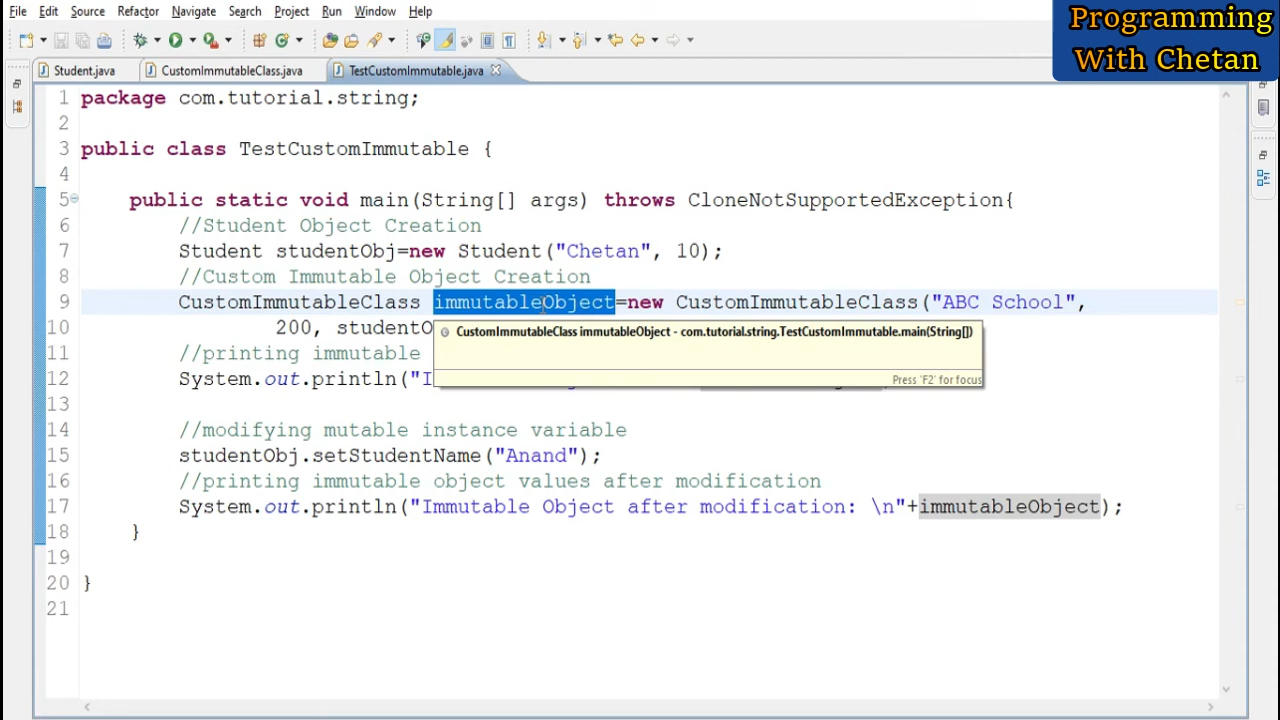 File Edit Source Refactor Navigate Search Project Run Window Help
Programming
With Chetan
Student.java CustomImmutableClass.java TestCustomImmutable.java
1 package com.tutorial.string;
2
3 public class TestCustomImmutable {
4
5 public static void main(String[] args) throws CloneNotSupportedException{
6 //Student Object Creation
7 Student studentObj=new Student("Chetan", 10);
8 //Custom Immutable Object Creation
9 CustomImmutableClass immutableObject=new CustomImmutableClass("ABC School",
10 200, studentO
CustomImmutableClass immutableObject - com.tutorial.string.TestCustomImmutable.main(String[])
11 //printing immutable
Press 'F2' for focus
12 System.out.println("I
13
14 //modifying mutable instance variable
15 studentObj.setStudentName("Anand");
16 //printing immutable object values after modification
17 System.out.println("Immutable Object after modification: \n"+immutableObject);
18 }
19
20 }
21